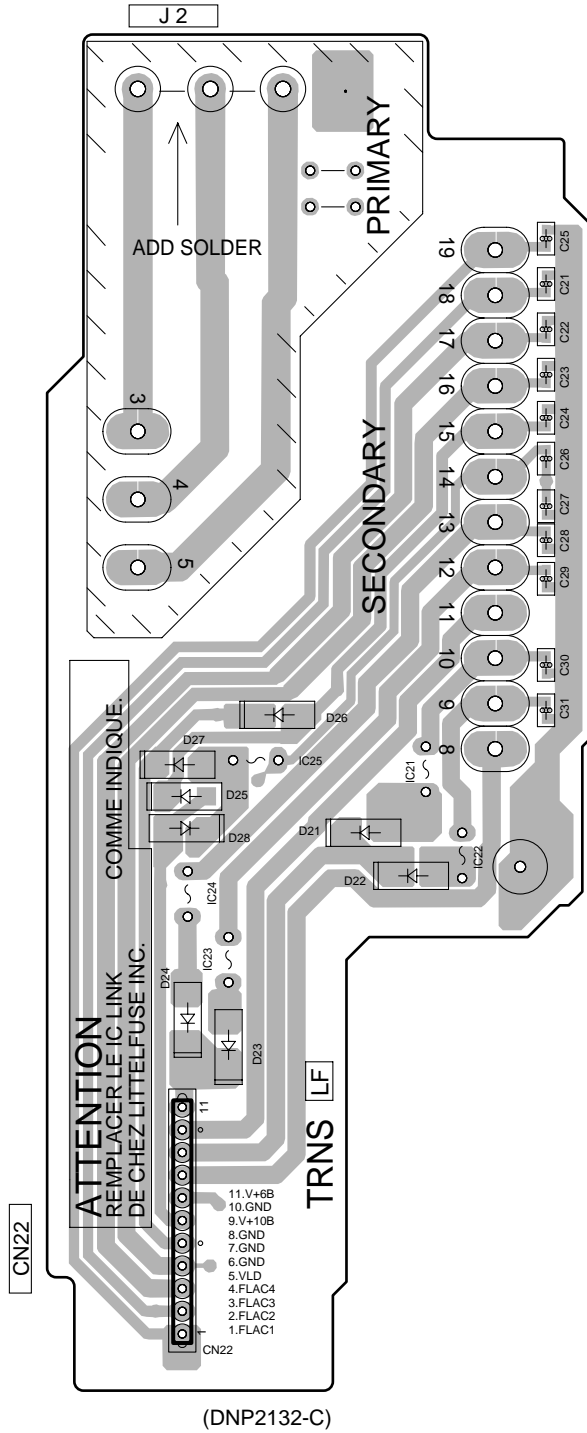 J 2
PRIMARY
ADD SOLDER
3
4
5
19
18
17
16
15
14
13
12
11
10
9
8
C25
C21
C22
C23
C24
C26
C27
C28
C29
C30
C31
SECONDARY
D26
D27
IC25
D25
D28
IC21
D21
IC22
D22
IC24
IC23
D24
D23
ATTENTION
REMPLACER LE IC LINK COMME INDIQUE.
DE CHEZ LITTELFUSE INC.
TRNS LF
11
11.V+6B
10.GND
9.V+10B
8.GND
7.GND
6.GND
5.VLD
4.FLAC4
3.FLAC3
2.FLAC2
1.FLAC1
1
CN22
CN22
(DNP2132-C)